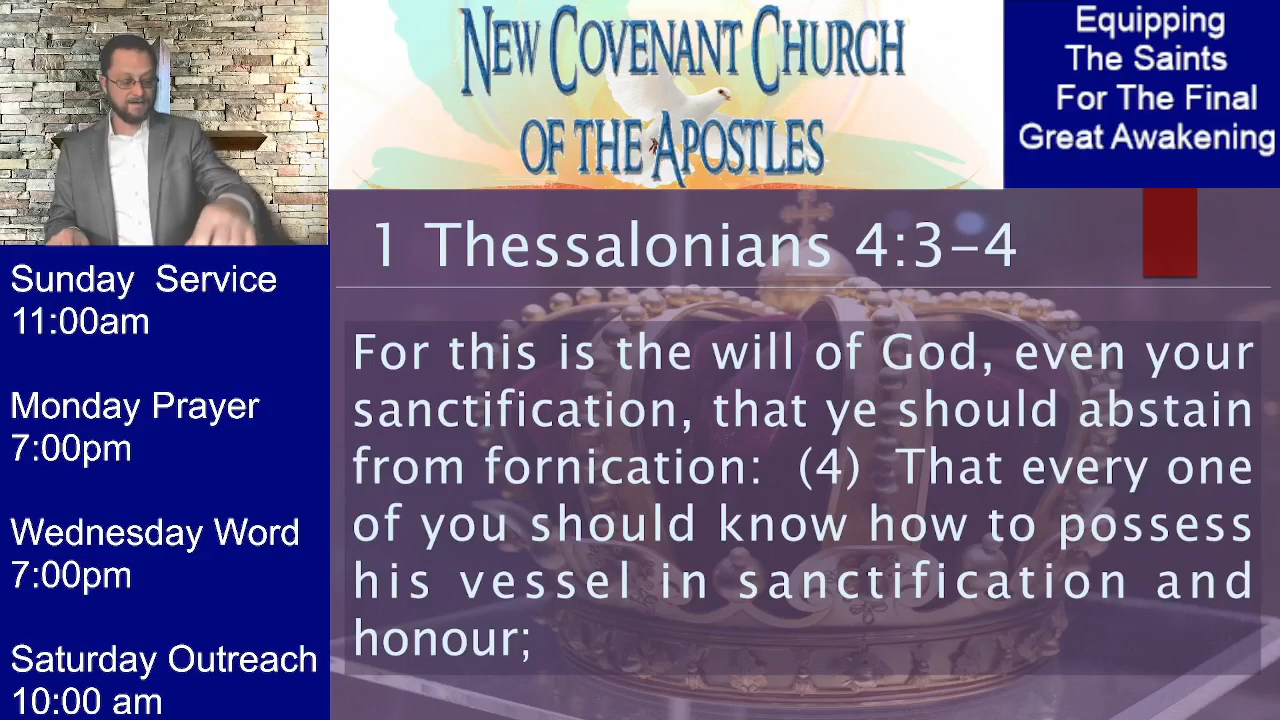 NEW COVENANT CHURCH
OF THE APOSTLES
Equipping
The Saints
For The Final
Great Awakening
Sunday Service
11:00am
Monday Prayer
7:00pm
Wednesday Word
7:00pm
Saturday Outreach
10:00 am
1 Thessalonians 4:3-4
For this is the will of God, even your
sanctification, that ye should abstain
from fornication: (4) That every one
of you should know how to possess
his vessel in sanctification and
honour;